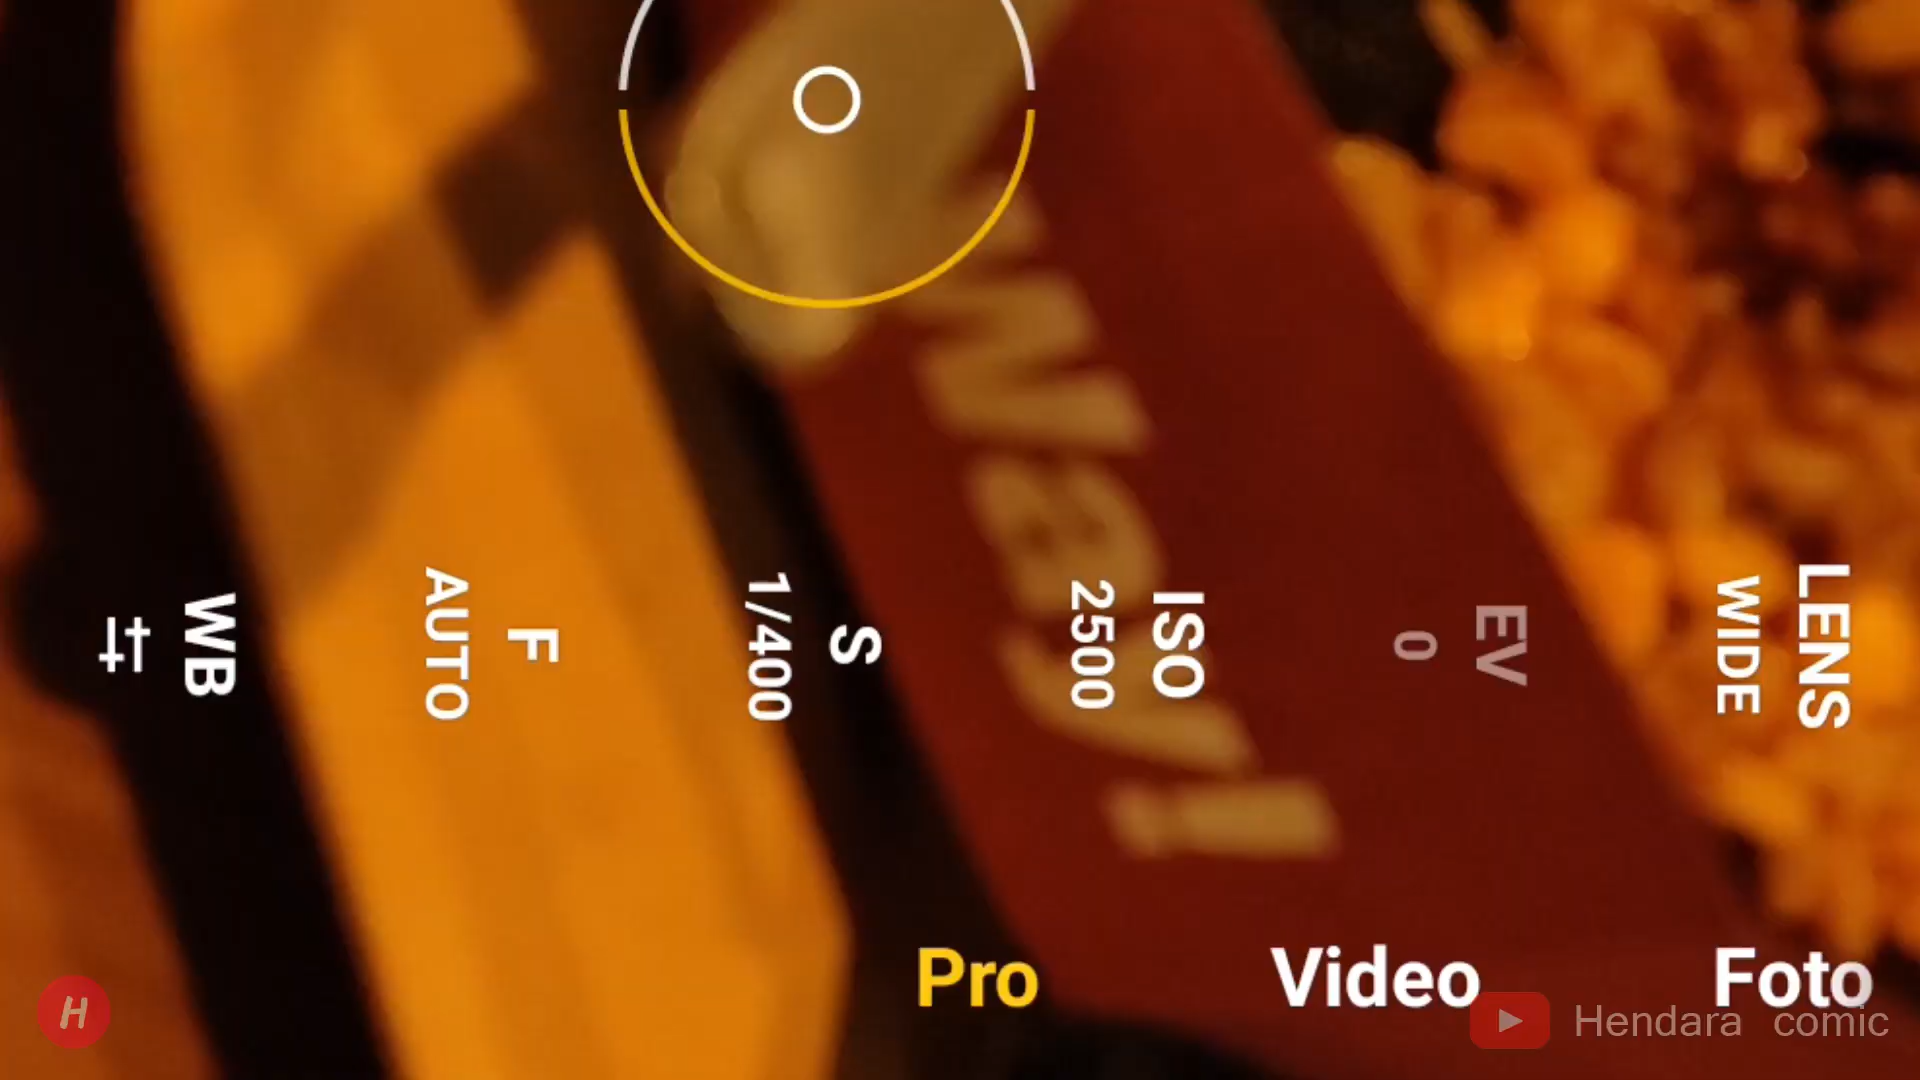 WB
F
AUTO
S
1/400
ISO
2500
EV
0
LENS
WIDE
Pro
Video
Foto
H
Hendara comic